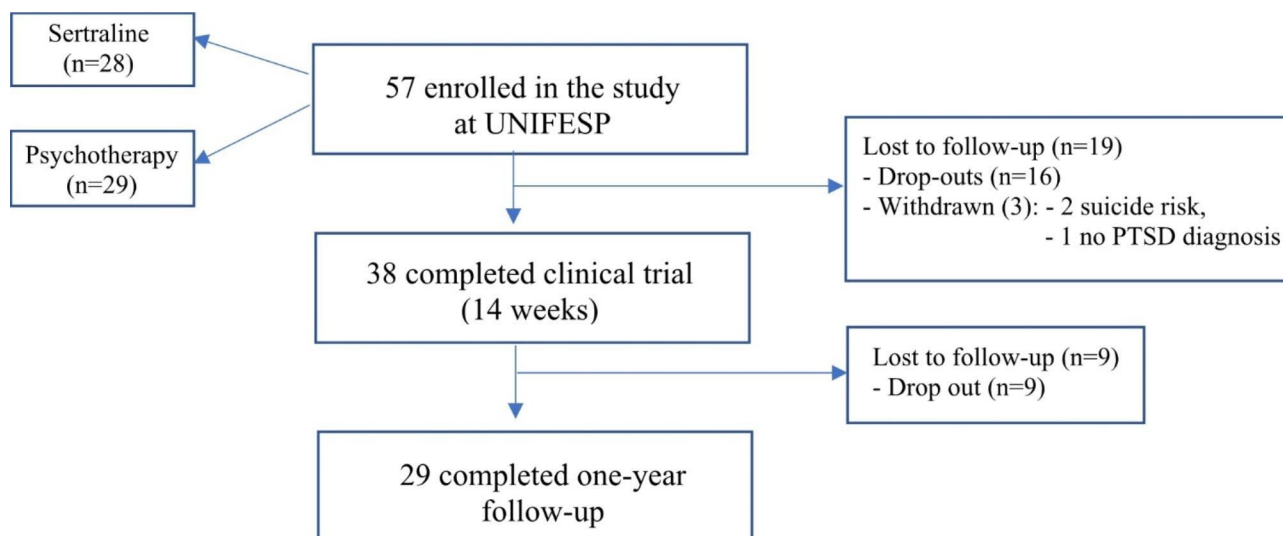 Sertraline
(n=28)
57 enrolled in the study
at UNIFESP
Psychotherapy
(n=29)
Lost to follow-up (n=19)
- Drop-outs (n=16)
- Withdrawn (3): - 2 suicide risk,
- 1 no PTSD diagnosis
38 completed clinical trial
(14 weeks)
Lost to follow-up (n=9)
- Drop out (n=9)
29 completed one-year
follow-up